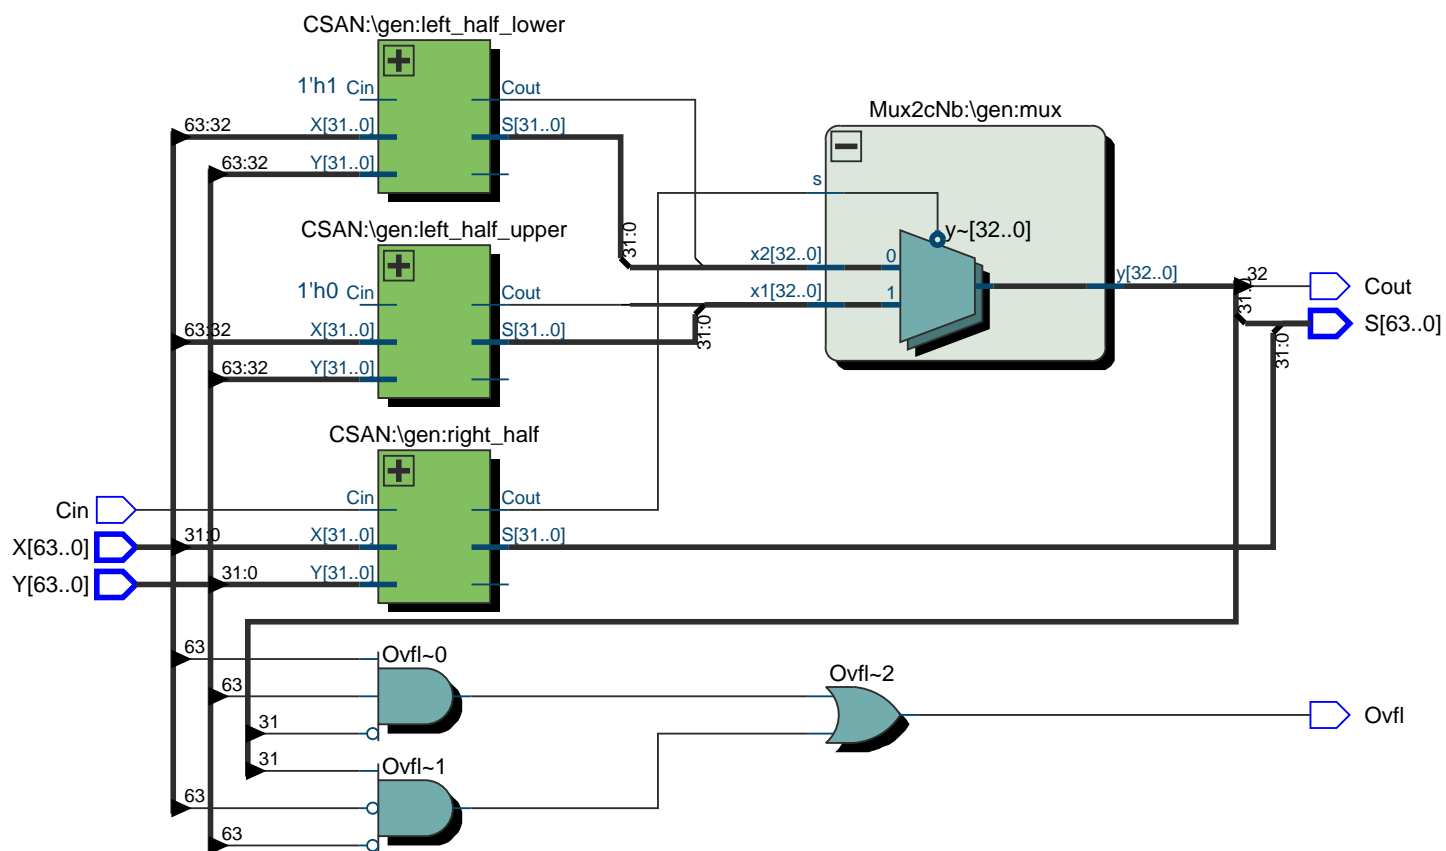 CSAN:\gen:left_half_lower
1'h1 Cin Cout
63:32 X[31..0] S[31..0]
63:32 Y[31..0]
Mux2cNb:\gen:mux
s
y~[32..0]
31:0
x2[32..0] 0
x1[32..0] 1
y[32..0]
CSAN:\gen:left_half_upper
1'h0 Cin Cout
63:32 X[31..0] S[31..0]
31:0
63:32 Y[31..0]
32 Cout
31:0
S[63..0]
31:0
CSAN:\gen:right_half
Cin Cin Cout
X[63..0] 31:0 X[31..0] S[31..0]
Y[63..0] 31:0 Y[31..0]
63 Ovfl~0
63
31
31 Ovfl~1
63
63
Ovfl~2
Ovfl